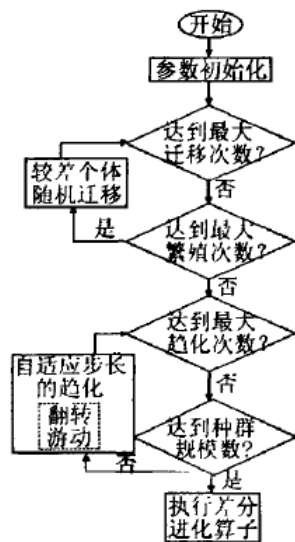 开始
参数初始化
达到最大
迁移次数?
较差个体
随机迁移
否
是
达到最大
繁殖次数?
否
达到最大
趋化次数?
自适应步长
的趋化
翻转
游动
否
达到种群
规模数?
否
是
执行差分
进化算子